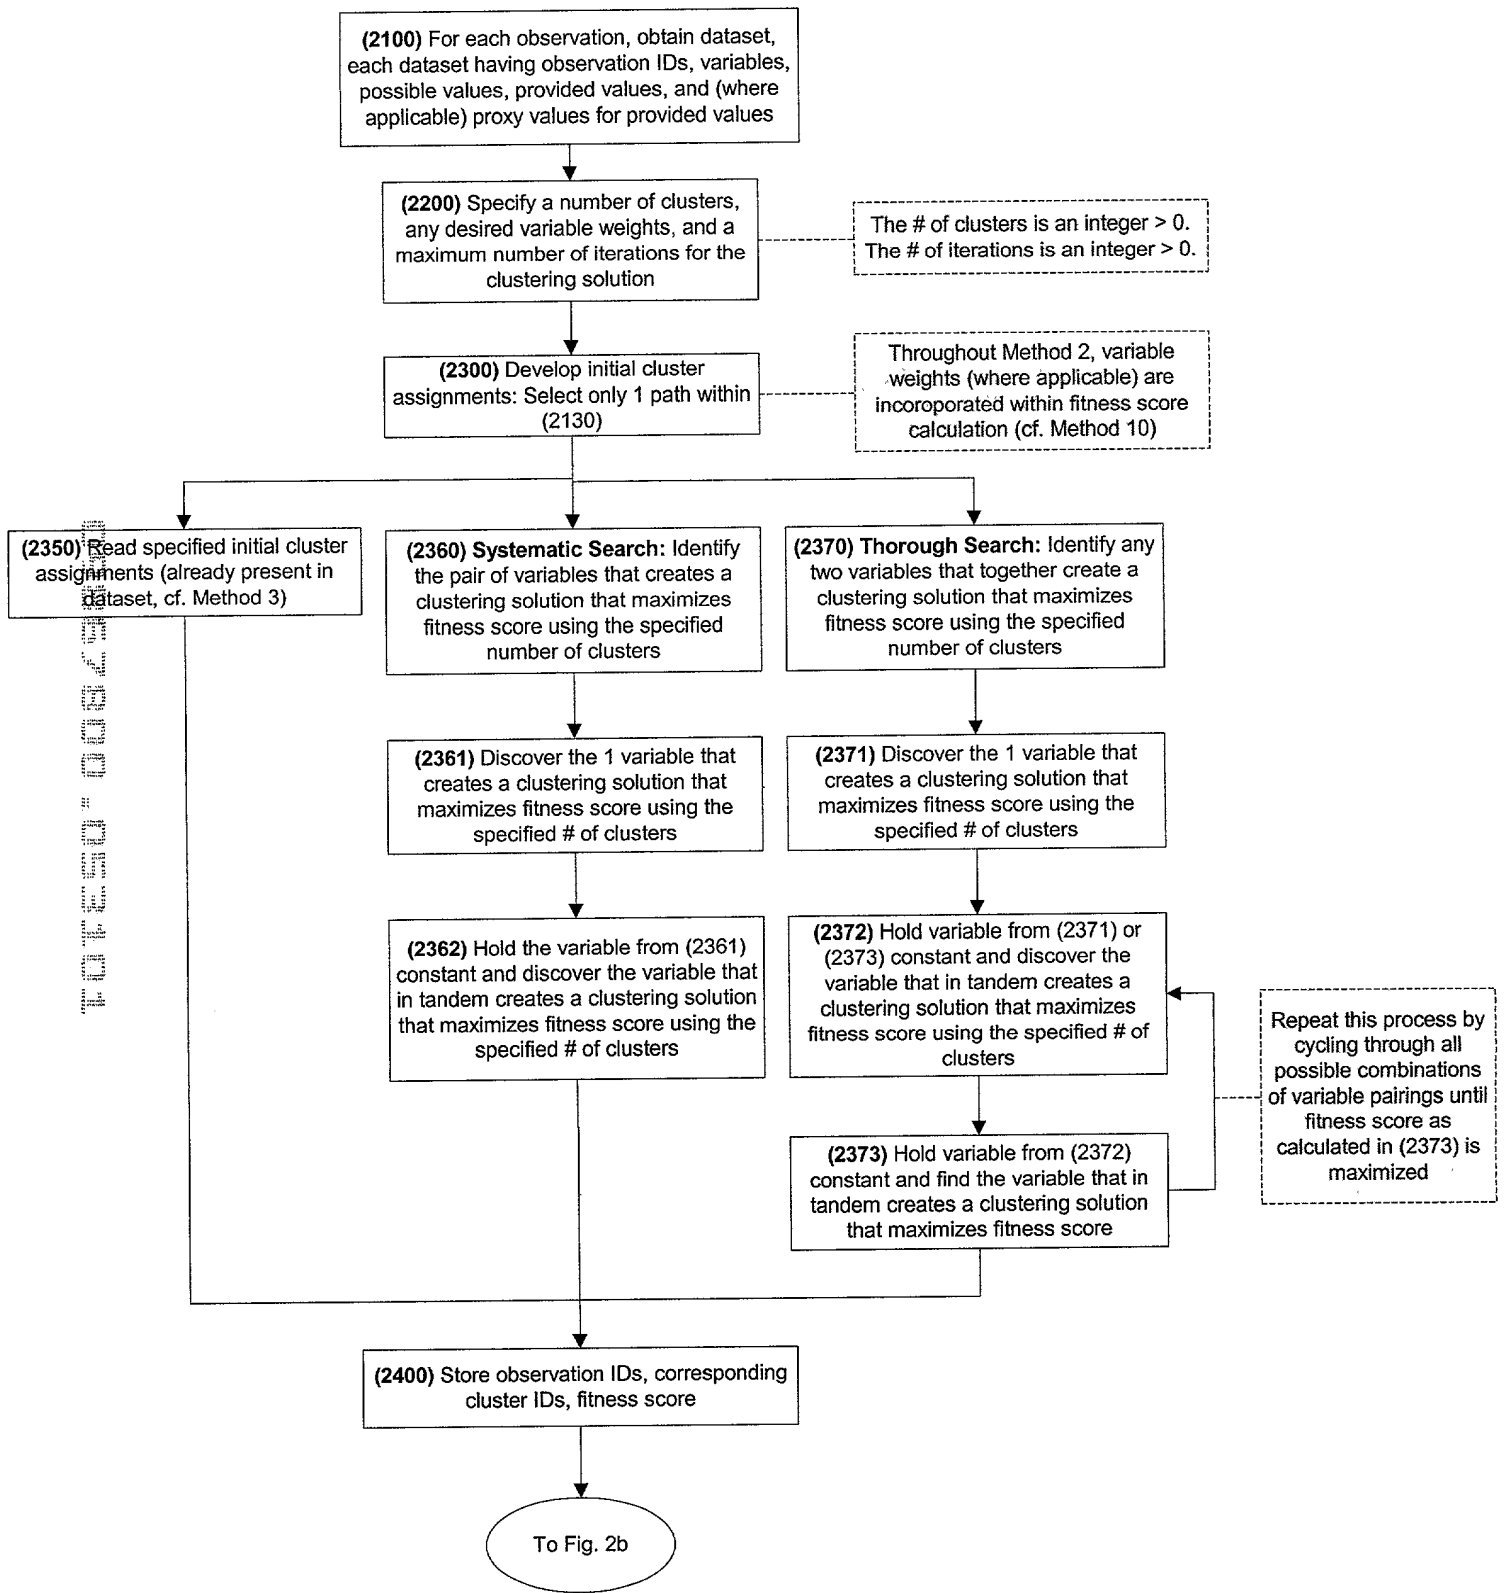 (2100) For each observation, obtain dataset,
each dataset having observation IDs, variables,
possible values, provided values, and (where
applicable) proxy values for provided values
(2200) Specify a number of clusters,
any desired variable weights, and a
maximum number of iterations for the
clustering solution
The # of clusters is an integer > 0.
The # of iterations is an integer > 0.
(2300) Develop initial cluster
assignments: Select only 1 path within
(2130)
Throughout Method 2, variable
weights (where applicable) are
incoroporated within fitness score
calculation (cf. Method 10)
(2350) Read specified initial cluster
assignments (already present in
dataset, cf. Method 3)
(2360) Systematic Search: Identify
the pair of variables that creates a
clustering solution that maximizes
fitness score using the specified
number of clusters
(2370) Thorough Search: Identify any
two variables that together create a
clustering solution that maximizes
fitness score using the specified
number of clusters
(2361) Discover the 1 variable that
creates a clustering solution that
maximizes fitness score using the
specified # of clusters
(2371) Discover the 1 variable that
creates a clustering solution that
maximizes fitness score using the
specified # of clusters
(2362) Hold the variable from (2361)
constant and discover the variable that
in tandem creates a clustering solution
that maximizes fitness score using the
specified # of clusters
(2372) Hold variable from (2371) or
(2373) constant and discover the
variable that in tandem creates a
clustering solution that maximizes
fitness score using the specified # of
clusters
Repeat this process by
cycling through all
possible combinations
of variable pairings until
fitness score as
calculated in (2373) is
maximized
(2373) Hold variable from (2372)
constant and find the variable that in
tandem creates a clustering solution
that maximizes fitness score
(2400) Store observation IDs, corresponding
cluster IDs, fitness score
To Fig. 2b